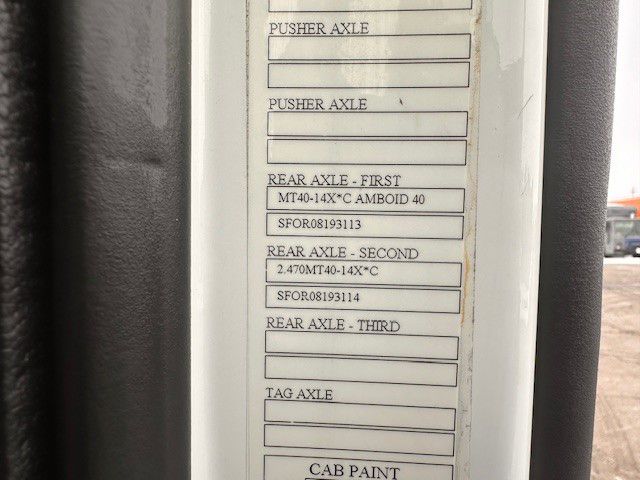 PUSHER AXLE
PUSHER AXLE
REAR AXLE - FIRST
MT40-14X*C AMBOID 40
SFOR08193113
REAR AXLE - SECOND
2.470MT40-14X*C
SFOR08193114
REAR AXLE - THIRD
TAG AXLE
CAB PAINT